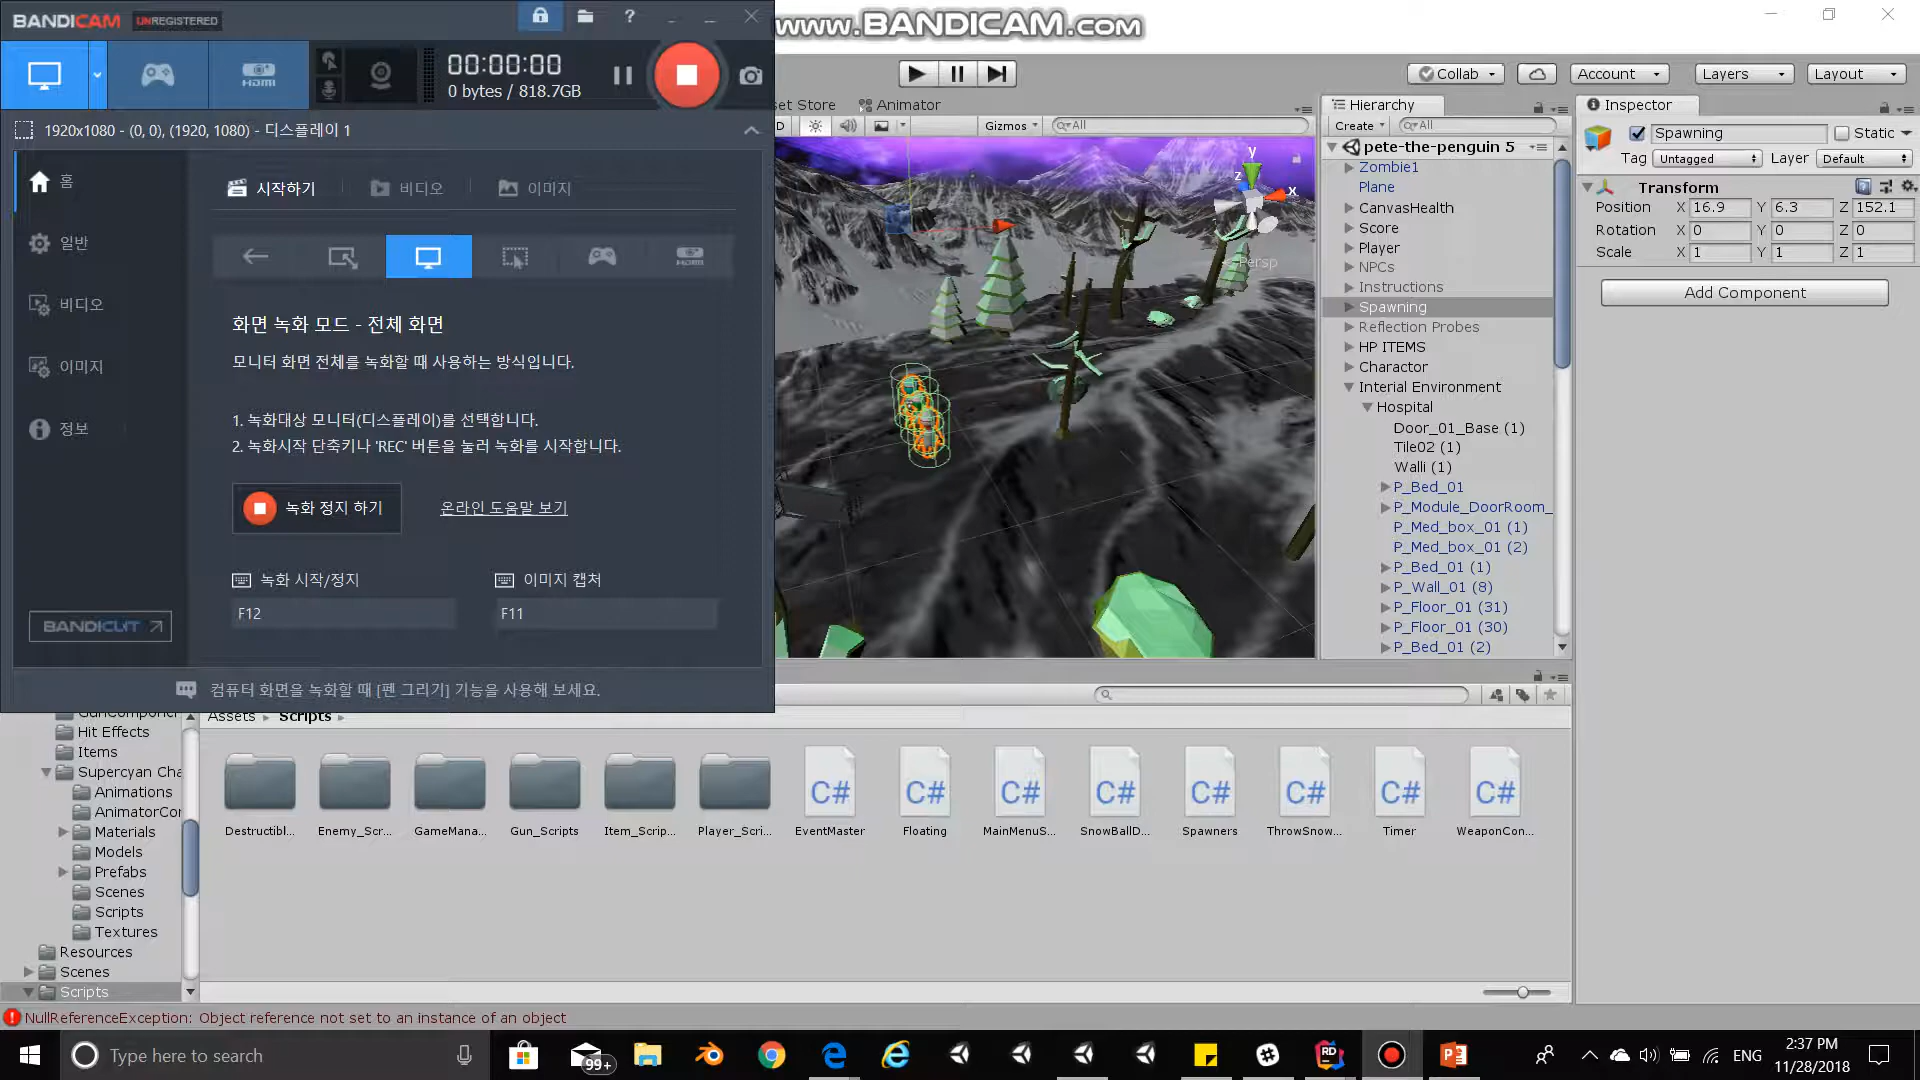 BANDICAM UNREGISTERED
www.BANDICAM.com
HDMI
00:00:00
0 bytes / 818.7GB
1920x1080 - (0, 0), (1920, 1080) - 디스플레이 1
홈
일반
비디오
이미지
정보
BANDICUT
시작하기
비디오
이미지
화면 녹화 모드 - 전체 화면
모니터 화면 전체를 녹화할 때 사용하는 방식입니다.
1. 녹화대상 모니터(디스플레이)를 선택합니다.
2. 녹화시작 단축키나 'REC' 버튼을 눌러 녹화를 시작합니다.
녹화 정지 하기
온라인 도움말 보기
녹화 시작/정지
이미지 캡처
F12
F11
컴퓨터 화면을 녹화할 때 [펜 그리기] 기능을 사용해 보세요.
Collab
Account
Layers
Layout
set Store
Animator
Gizmos
All
y
z
x
Persp
Hierarchy
Create
All
pete-the-penguin 5
Zombie1
Plane
CanvasHealth
Score
Player
NPCs
Instructions
Spawning
Reflection Probes
HP ITEMS
Charactor
Interial Environment
Hospital
Door_01_Base (1)
Tile02 (1)
Walli (1)
P_Bed_01
P_Module_DoorRoom_
P_Med_box_01 (1)
P_Med_box_01 (2)
P_Bed_01 (1)
P_Wall_01 (8)
P_Floor_01 (31)
P_Floor_01 (30)
P_Bed_01 (2)
Inspector
Spawning
Static
Tag Untagged Layer Default
Transform
Position X 16.9 Y 6.3 Z 152.1
Rotation X 0 Y 0 Z 0
Scale X 1 Y 1 Z 1
Add Component
Hit Effects
Items
Supercyan Cha
Animations
AnimatorCor
Materials
Models
Prefabs
Scenes
Scripts
Textures
Resources
Scenes
Scripts
Assets Scripts
C# C# C# C# C# C# C# C#
Destructibl... Enemy_Scr... GameMana... Gun_Scripts Item_Scrip... Player_Scri... EventMaster Floating MainMenuS... SnowBallD... Spawners ThrowSnow... Timer WeaponCon...
NullReferenceException: Object reference not set to an instance of an object
Type here to search
99+
RD
ENG
2:37 PM
11/28/2018